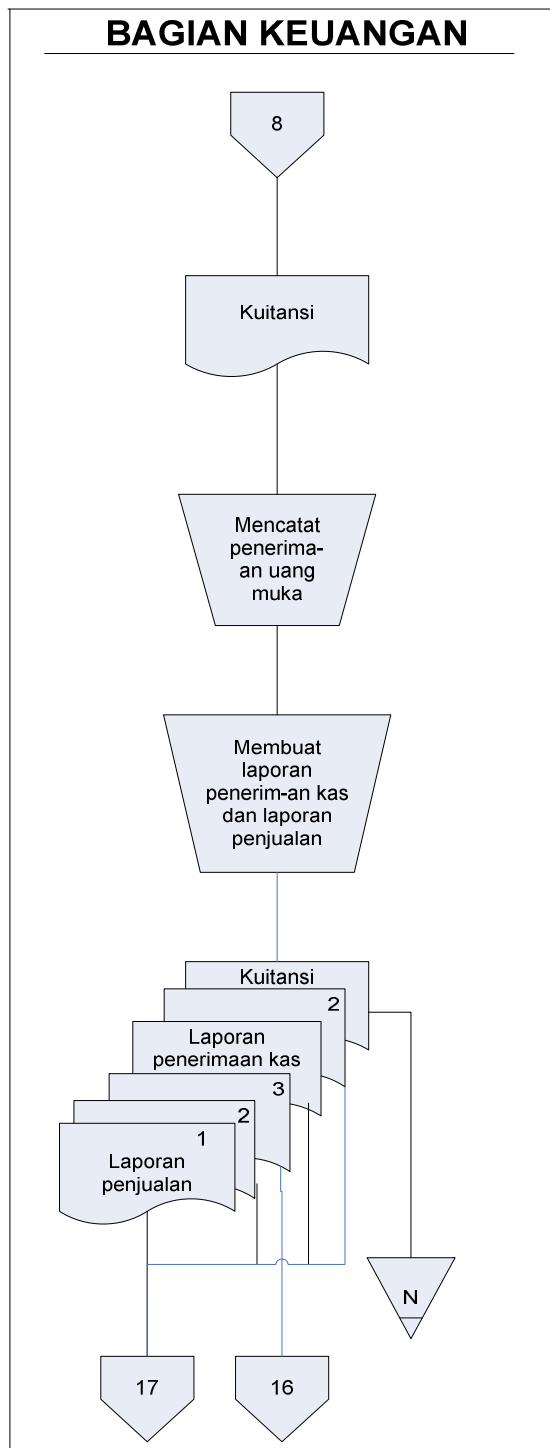 BAGIAN KEUANGAN
8
Kuitansi
Mencatat
penerima-
an uang
muka
Membuat
laporan
penerim-an kas
dan laporan
penjualan
Kuitansi
2
Laporan
penerimaan kas
3
2
1
Laporan
penjualan
N
17
16